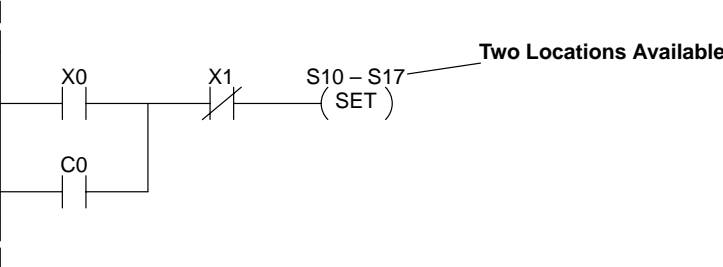 Two Locations Available
X0 X1 S10 – S17
SET
C0